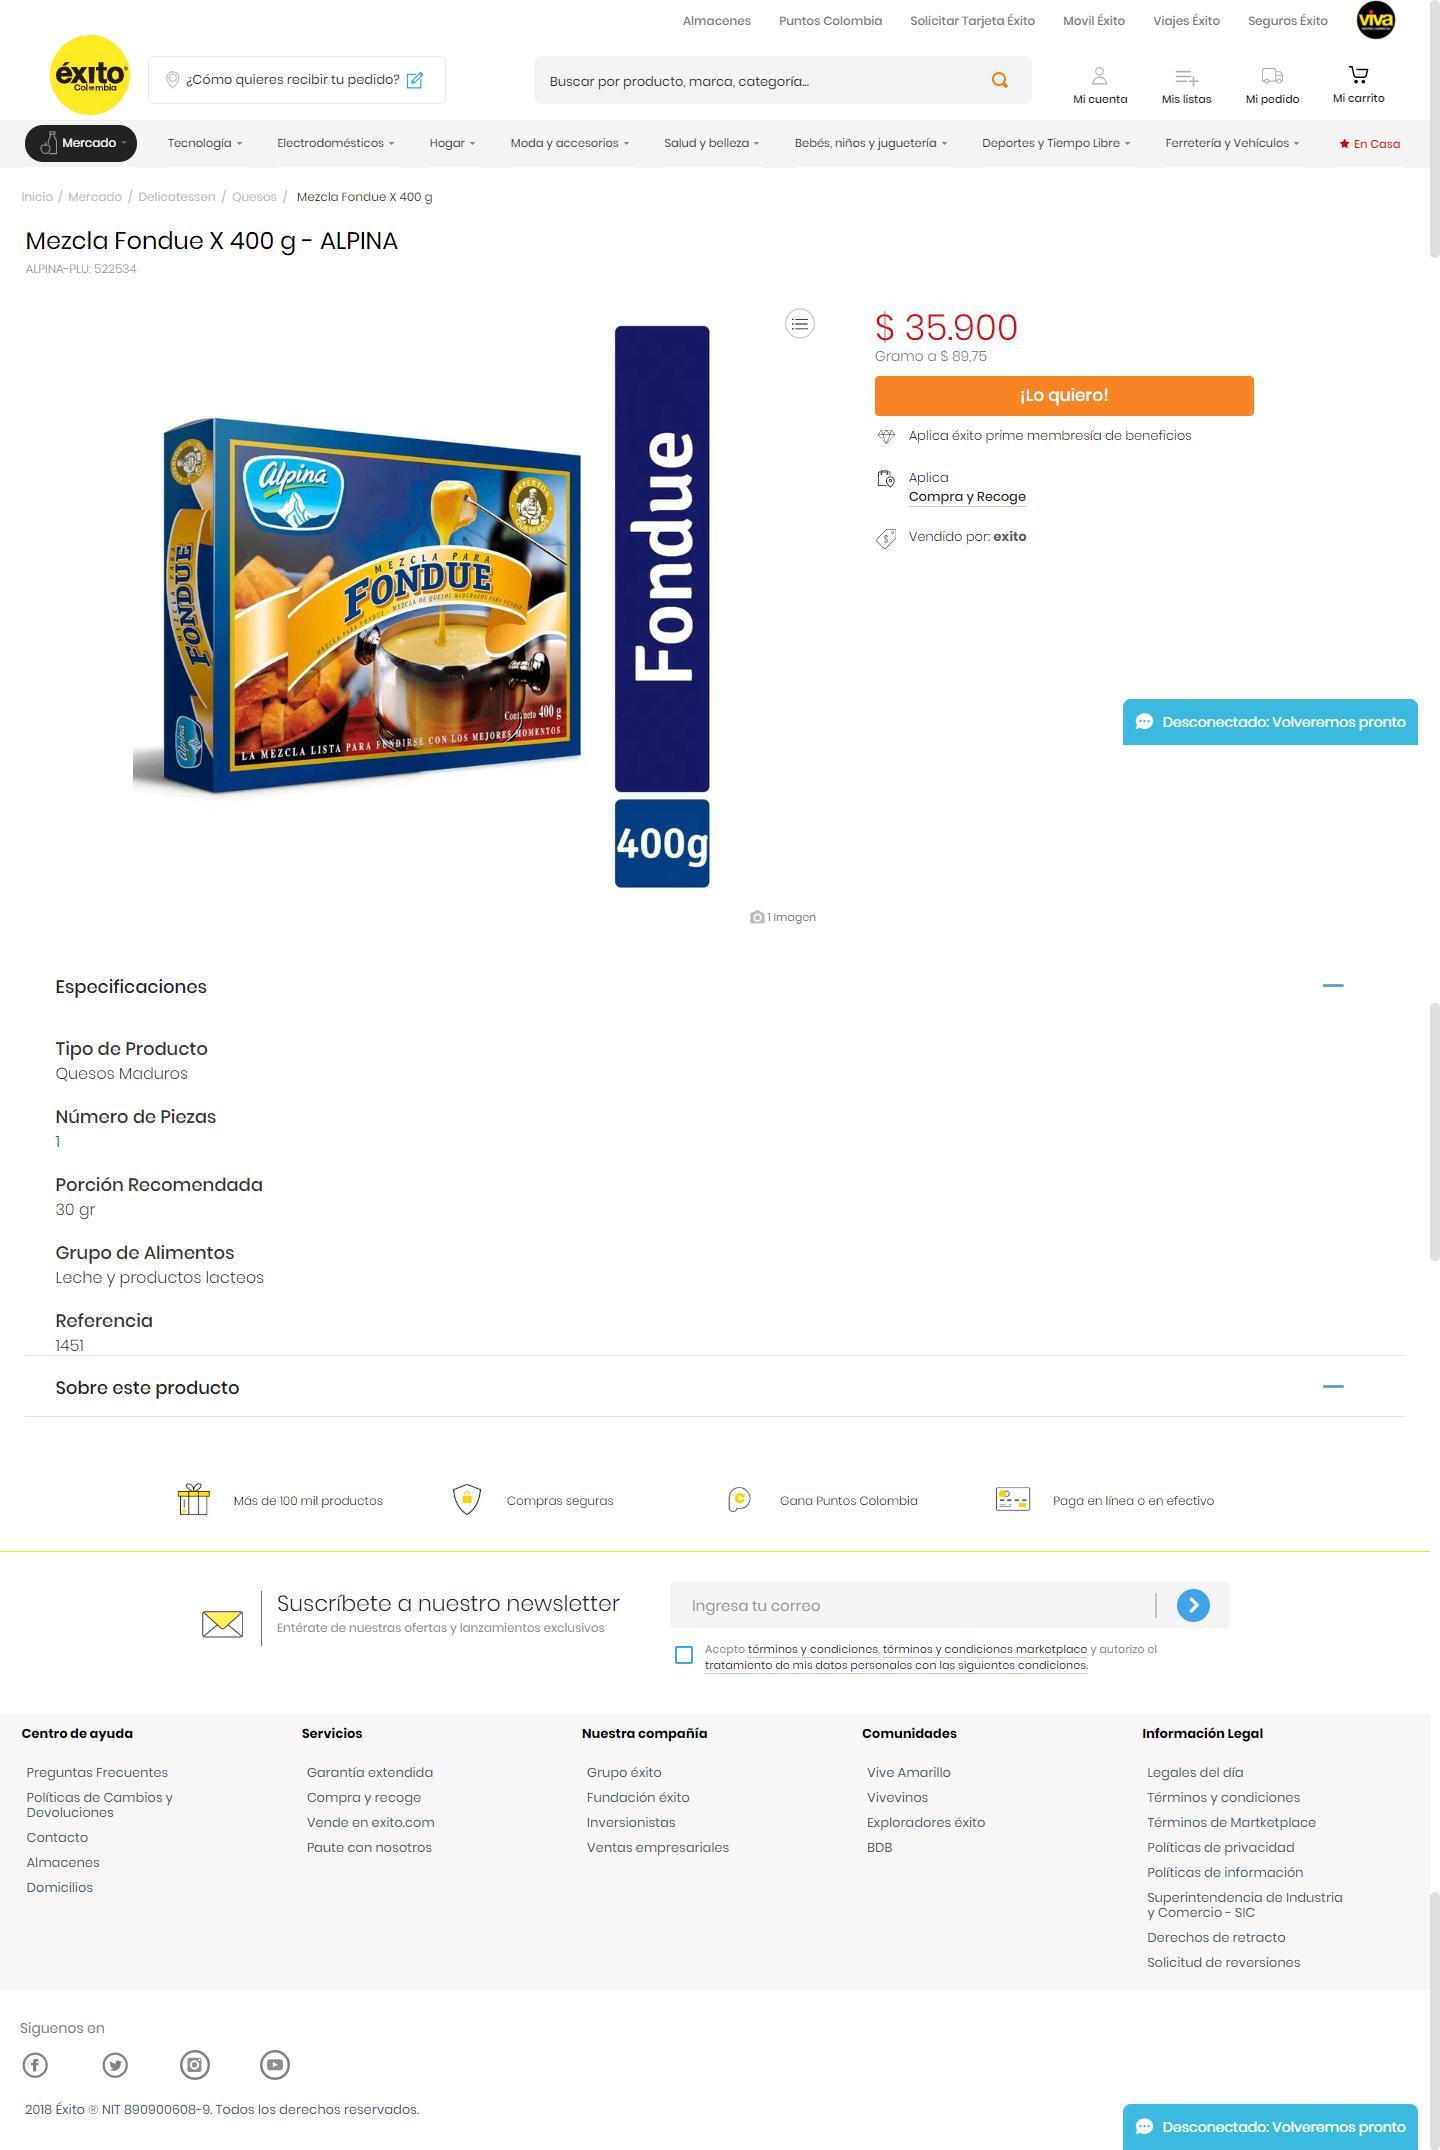 Almacenes Puntos Colombia Solicitar Tarjeta Éxito Movil Éxito Viajes Éxito Seguros Éxito viva
éxito
Colombia
¿Cómo quieres recibir tu pedido?
Buscar por producto, marca, categoría...
Mi cuenta Mis listas Mi pedido Mi carrito
Mercado Tecnología Electrodomésticos Hogar Moda y accesorios Salud y belleza Bebés, niños y juguetería Deportes y Tiempo Libre Ferretería y Vehículos En Casa
Inicio / Mercado / Delicatessen / Quesos / Mezcla Fondue X 400 g
Mezcla Fondue X 400 g - ALPINA
ALPINA-PLU: 522534
Alpina
EXPERTOS
QUESEROS
MEZCLA PARA
FONDUE
MEZCLA PARA FONDUE - MEZCLA DE QUESOS MADURADOS PARA FUNDIR
Cont. neto 400 g
LA MEZCLA LISTA PARA FUNDIRSE CON LOS MEJORES MOMENTOS
MEZCLA PARA
FONDUE
Alpina
Fondue
400g
1 Imagen
$ 35.900
Gramo a $ 89,75
¡Lo quiero!
Aplica éxito prime membresía de beneficios
Aplica
Compra y Recoge
Vendido por: exito
Desconectado: Volveremos pronto
Especificaciones
Tipo de Producto
Quesos Maduros
Número de Piezas
1
Porción Recomendada
30 gr
Grupo de Alimentos
Leche y productos lacteos
Referencia
1451
Sobre este producto
Más de 100 mil productos Compras seguras Gana Puntos Colombia Paga en línea o en efectivo
Suscríbete a nuestro newsletter
Entérate de nuestras ofertas y lanzamientos exclusivos
Ingresa tu correo
Acepto términos y condiciones, términos y condiciones marketplace y autorizo el
tratamiento de mis datos personales con las siguientes condiciones.
Centro de ayuda
Preguntas Frecuentes
Políticas de Cambios y
Devoluciones
Contacto
Almacenes
Domicilios
Servicios
Garantía extendida
Compra y recoge
Vende en exito.com
Paute con nosotros
Nuestra compañía
Grupo éxito
Fundación éxito
Inversionistas
Ventas empresariales
Comunidades
Vive Amarillo
Vivevinos
Exploradores éxito
BDB
Información Legal
Legales del día
Términos y condiciones
Términos de Martketplace
Políticas de privacidad
Políticas de información
Superintendencia de Industria
y Comercio - SIC
Derechos de retracto
Solicitud de reversiones
Siguenos en
2018 Éxito ® NIT 890900608-9. Todos los derechos reservados.
Desconectado: Volveremos pronto